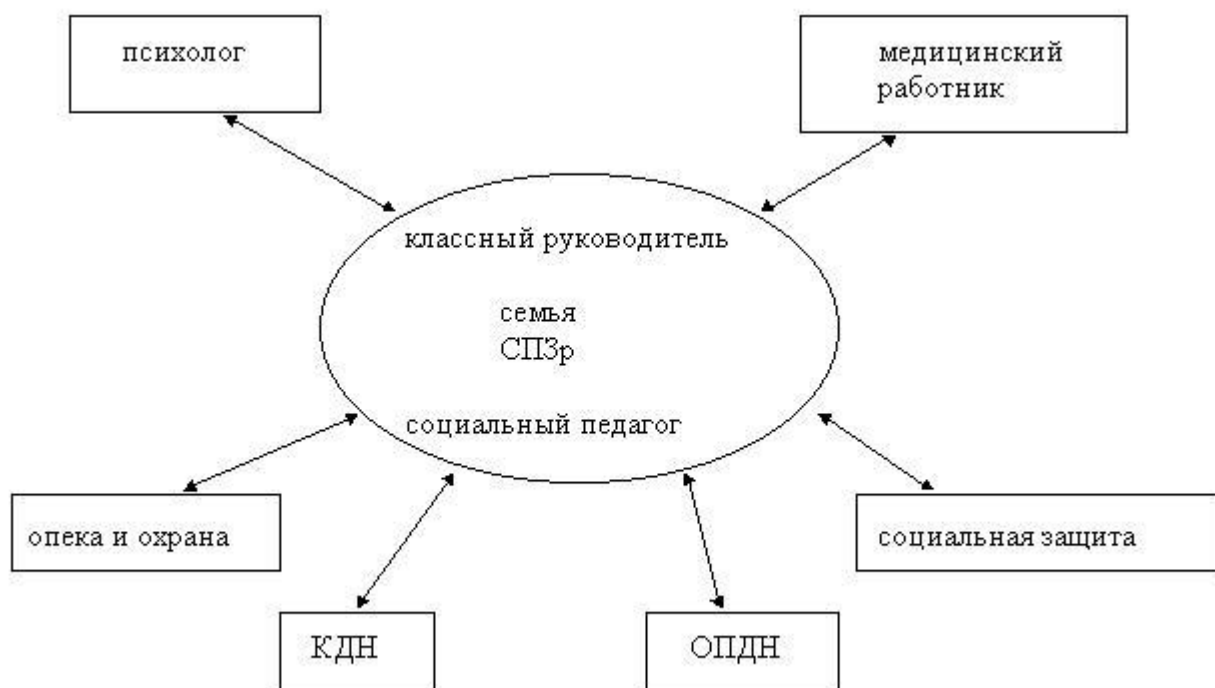 психолог
медицинский
работник
классный руководитель
семья
СПЗр
социальный педагог
опека и охрана
социальная защита
КДН
ОПДН